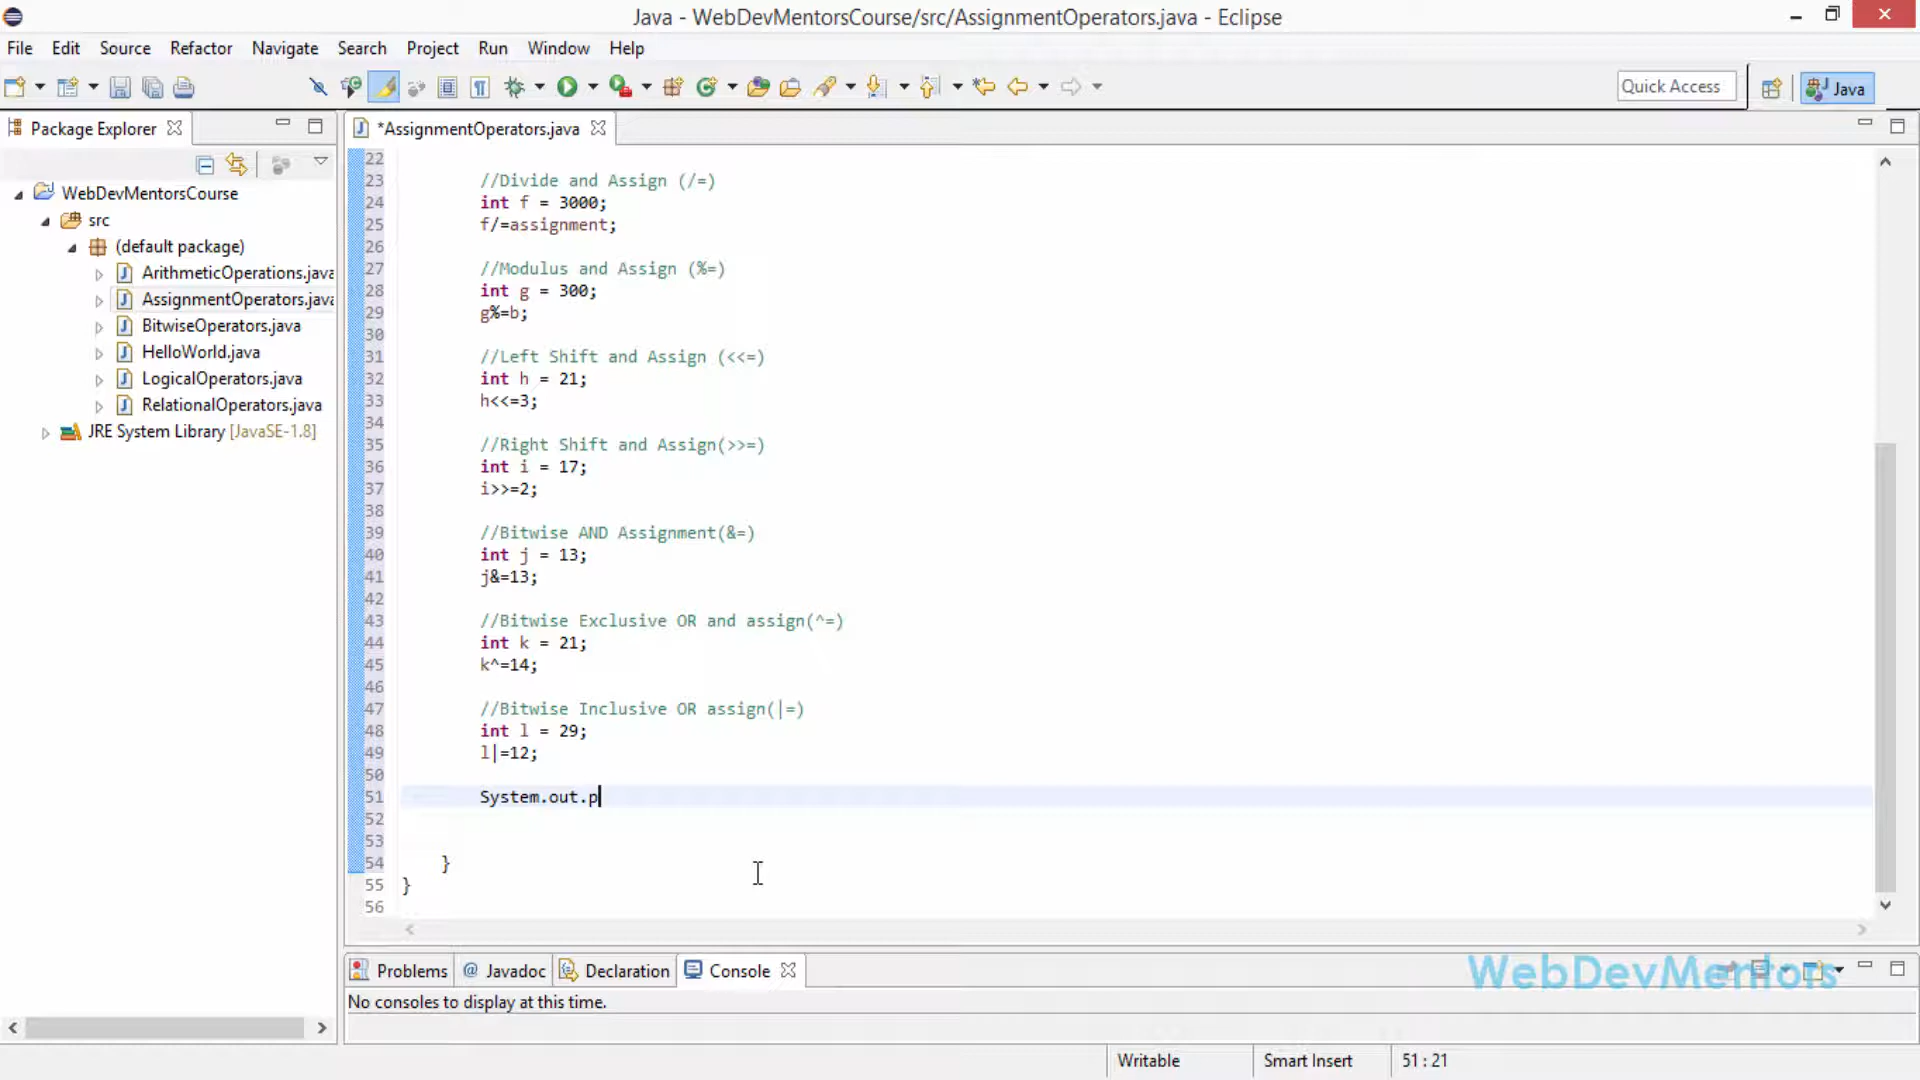 Java - WebDevMentorsCourse/src/AssignmentOperators.java - Eclipse
File Edit Source Refactor Navigate Search Project Run Window Help
Quick Access
Java
Package Explorer
*AssignmentOperators.java
WebDevMentorsCourse
src
(default package)
ArithmeticOperations.java
AssignmentOperators.java
BitwiseOperators.java
HelloWorld.java
LogicalOperators.java
RelationalOperators.java
JRE System Library [JavaSE-1.8]
22
23 //Divide and Assign (/=)
24 int f = 3000;
25 f/=assignment;
26
27 //Modulus and Assign (%=)
28 int g = 300;
29 g%=b;
30
31 //Left Shift and Assign (<<=)
32 int h = 21;
33 h<<=3;
34
35 //Right Shift and Assign(>>=)
36 int i = 17;
37 i>>=2;
38
39 //Bitwise AND Assignment(&=)
40 int j = 13;
41 j&=13;
42
43 //Bitwise Exclusive OR and assign(^=)
44 int k = 21;
45 k^=14;
46
47 //Bitwise Inclusive OR assign(|=)
48 int l = 29;
49 l|=12;
50
51 System.out.p
52
53
54 }
55 }
56
Problems @ Javadoc Declaration Console
WebDevMentors
No consoles to display at this time.
Writable Smart Insert 51 : 21